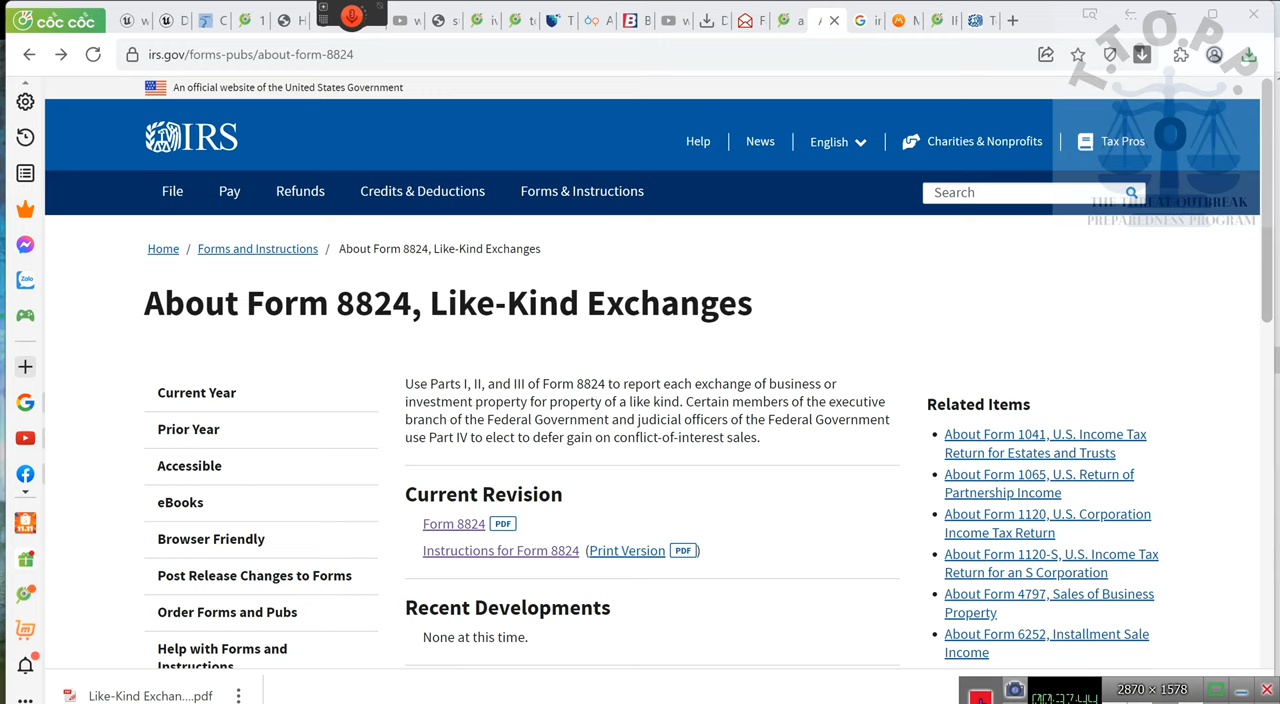 cốc cốc
irs.gov/forms-pubs/about-form-8824
T.T.O.P.P.
An official website of the United States Government
IRS
Help
News
English
Charities & Nonprofits
Tax Pros
File
Pay
Refunds
Credits & Deductions
Forms & Instructions
Search
THE THREAT OUTBREAK
PREPAREDNESS PROGRAM
Home / Forms and Instructions / About Form 8824, Like-Kind Exchanges
About Form 8824, Like-Kind Exchanges
Current Year
Prior Year
Accessible
eBooks
Browser Friendly
Post Release Changes to Forms
Order Forms and Pubs
Help with Forms and
Instructions
Use Parts I, II, and III of Form 8824 to report each exchange of business or
investment property for property of a like kind. Certain members of the executive
branch of the Federal Government and judicial officers of the Federal Government
use Part IV to elect to defer gain on conflict-of-interest sales.
Current Revision
Form 8824 PDF
Instructions for Form 8824 (Print Version PDF)
Recent Developments
None at this time.
Related Items
About Form 1041, U.S. Income Tax
Return for Estates and Trusts
About Form 1065, U.S. Return of
Partnership Income
About Form 1120, U.S. Corporation
Income Tax Return
About Form 1120-S, U.S. Income Tax
Return for an S Corporation
About Form 4797, Sales of Business
Property
About Form 6252, Installment Sale
Income
Zalo
Like-Kind Exchan....pdf
2870 × 1578